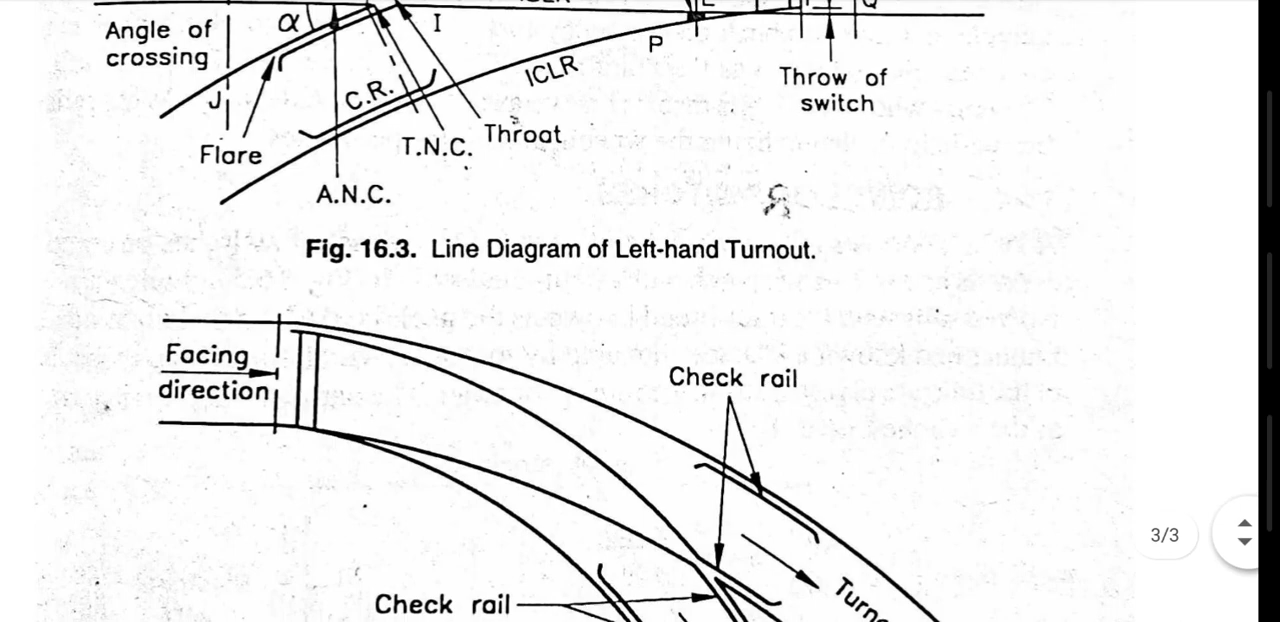 Angle of
crossing
α
I
P
ICLR
Throw of
switch
J
C.R.
Flare
T.N.C.
Throat
A.N.C.
Fig. 16.3. Line Diagram of Left-hand Turnout.
Facing
direction
Check rail
Check rail
3/3